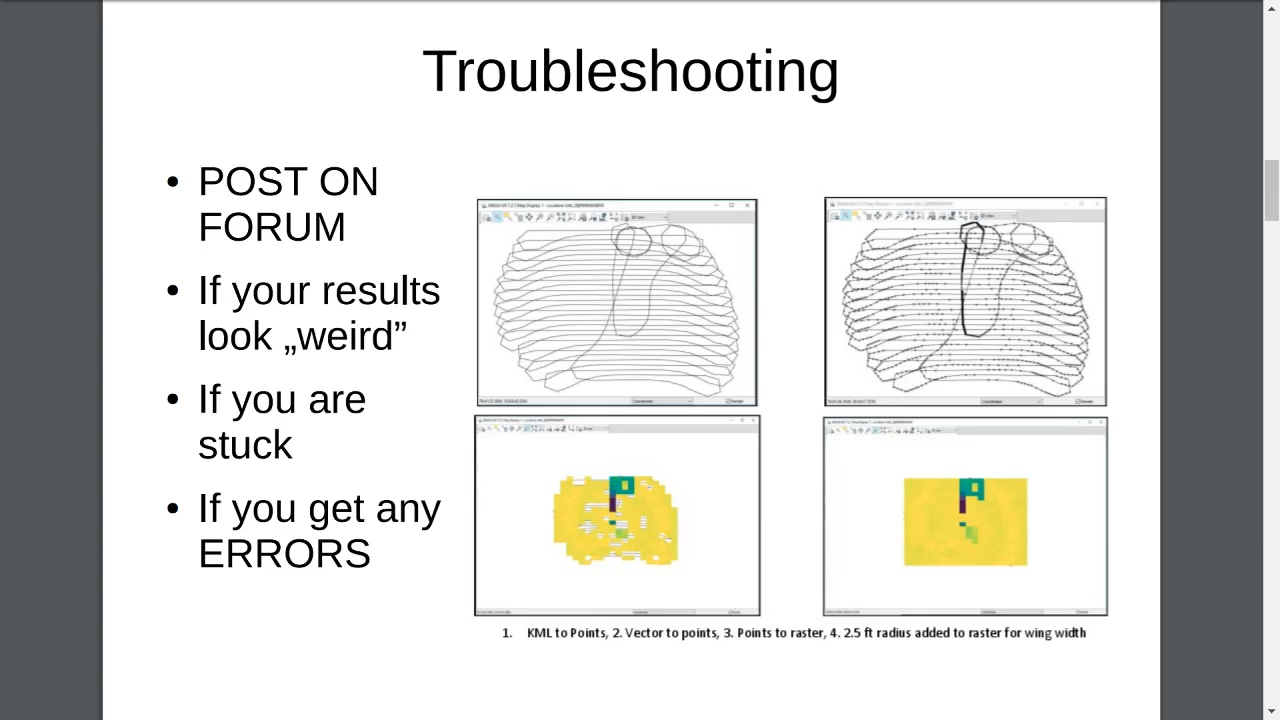 Troubleshooting
• POST ON
FORUM
• If your results
look „weird”
• If you are
stuck
• If you get any
ERRORS
1. KML to Points, 2. Vector to points, 3. Points to raster, 4. 2.5 ft radius added to raster for wing width